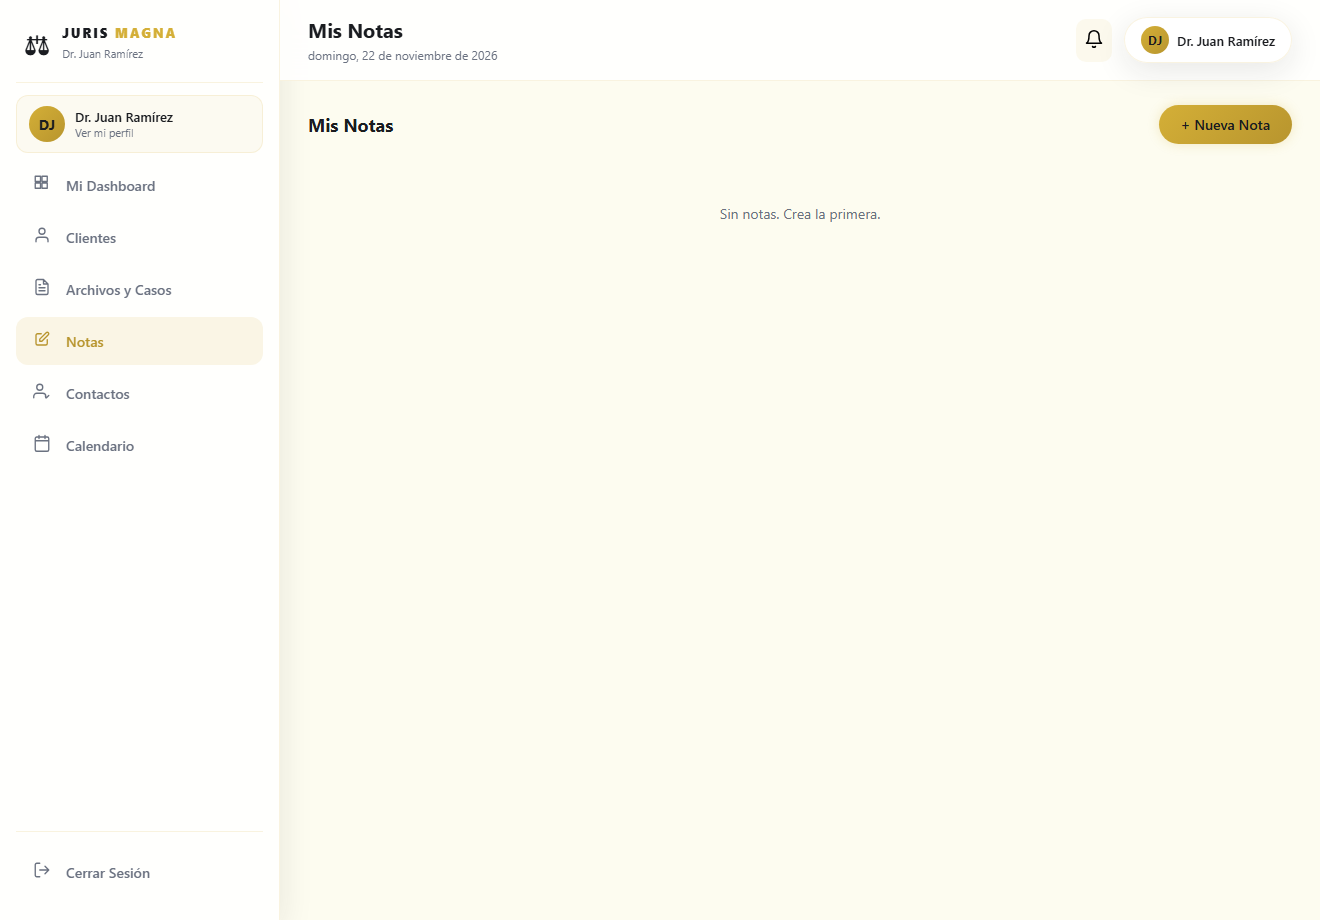 JURIS MAGNA
Dr. Juan Ramírez
DJ
Dr. Juan Ramírez
Ver mi perfil
Mi Dashboard
Clientes
Archivos y Casos
Notas
Contactos
Calendario
Cerrar Sesión
Mis Notas
domingo, 22 de noviembre de 2026
DJ
Dr. Juan Ramírez
Mis Notas
+ Nueva Nota
Sin notas. Crea la primera.